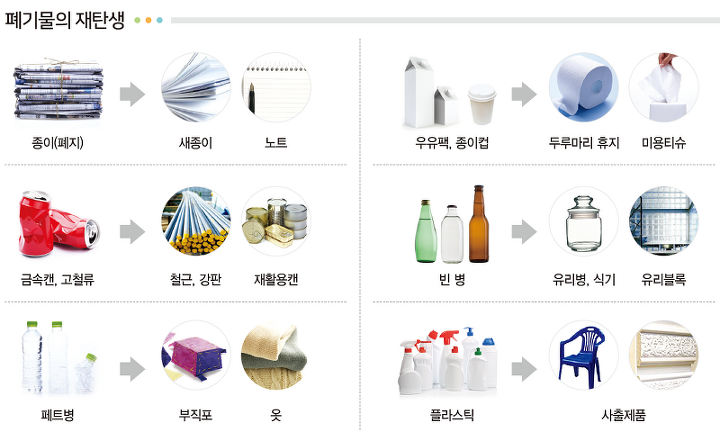 폐기물의 재탄생
종이(폐지)
새종이
노트
우유팩, 종이컵
두루마리 휴지
미용티슈
금속캔, 고철류
철근, 강판
재활용캔
빈 병
유리병, 식기
유리블록
페트병
부직포
옷
플라스틱
사출제품